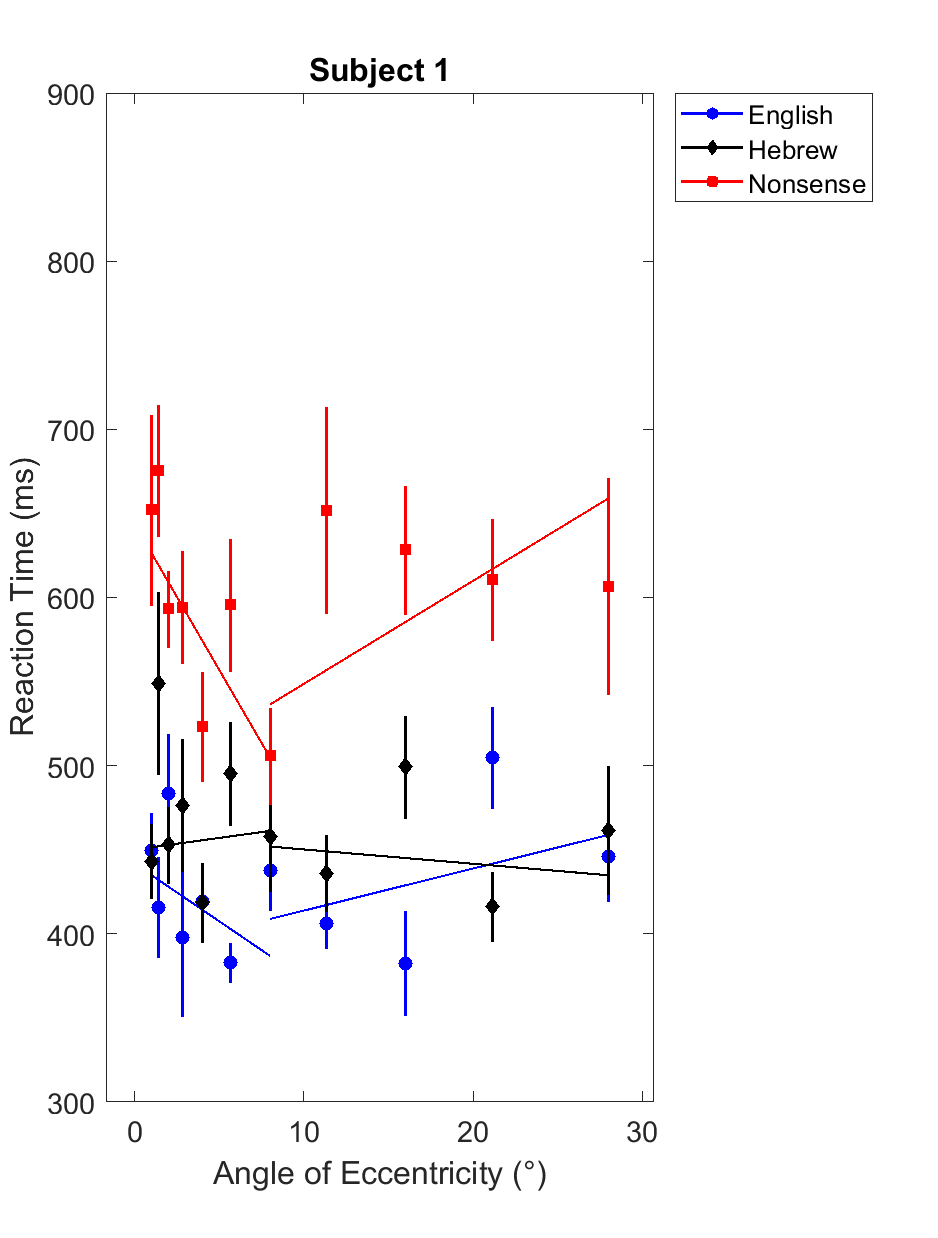 Subject 1
900
800
700
600
500
400
300
0 10 20 30
Reaction Time (ms)
Angle of Eccentricity (°)
English
Hebrew
Nonsense